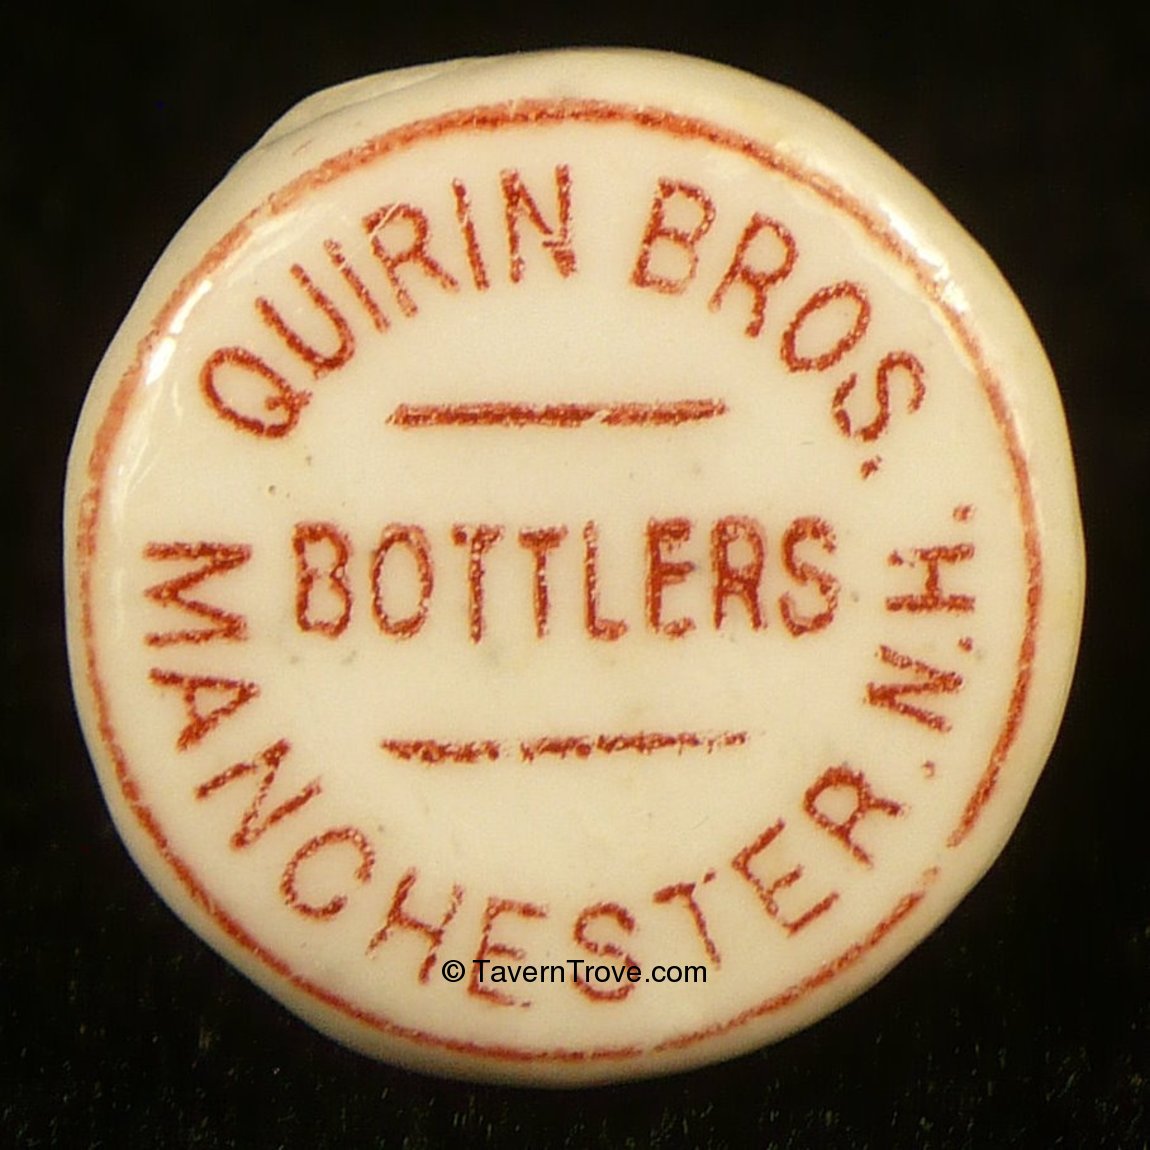 QUIRIN BROS.
BOTTLERS
MANCHESTER. N.H.
© TavernTrove.com